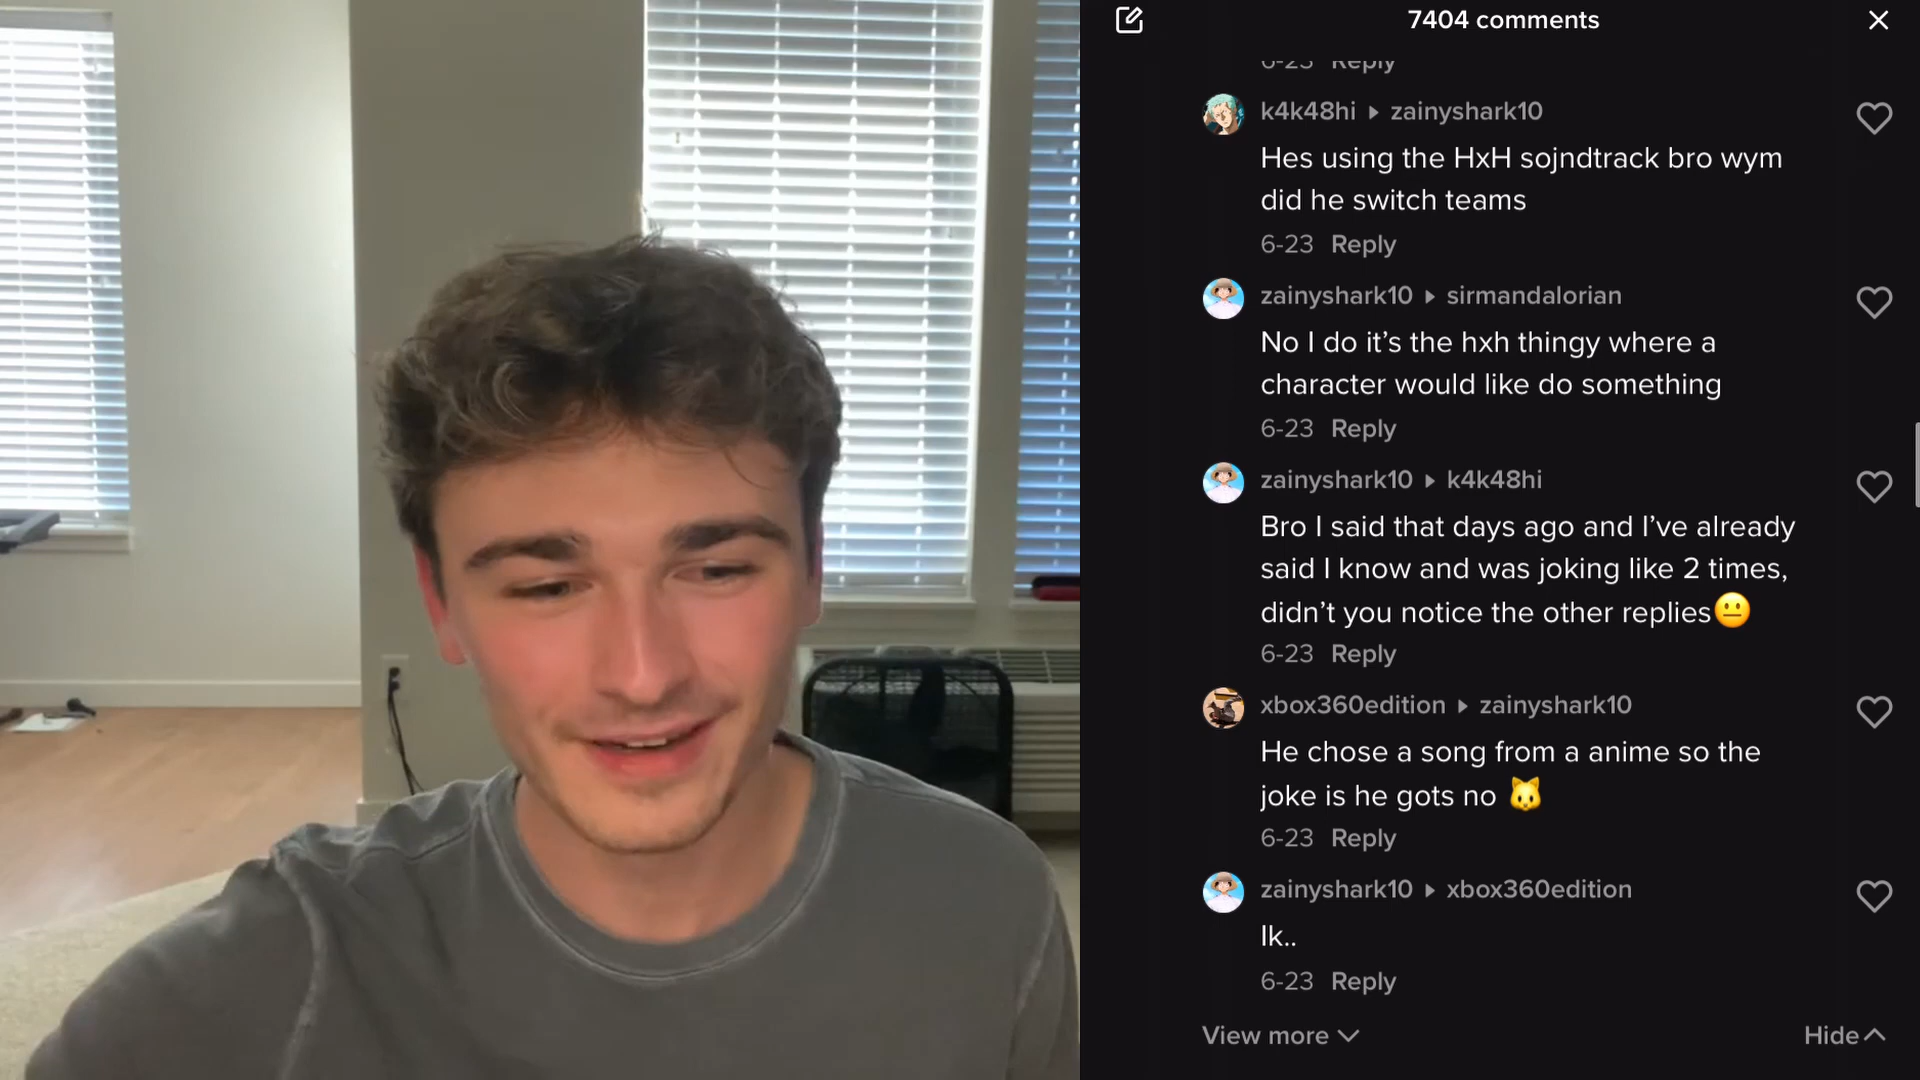 7404 comments
6-23 Reply
k4k48hi zainyshark10
Hes using the HxH sojndtrack bro wym
did he switch teams
6-23 Reply
zainyshark10 sirmandalorian
No I do it's the hxh thingy where a
character would like do something
6-23 Reply
zainyshark10 k4k48hi
Bro I said that days ago and I've already
said I know and was joking like 2 times,
didn't you notice the other replies😐
6-23 Reply
xbox360edition zainyshark10
He chose a song from a anime so the
joke is he gots no 🐱
6-23 Reply
zainyshark10 xbox360edition
Ik..
6-23 Reply
View more Hide